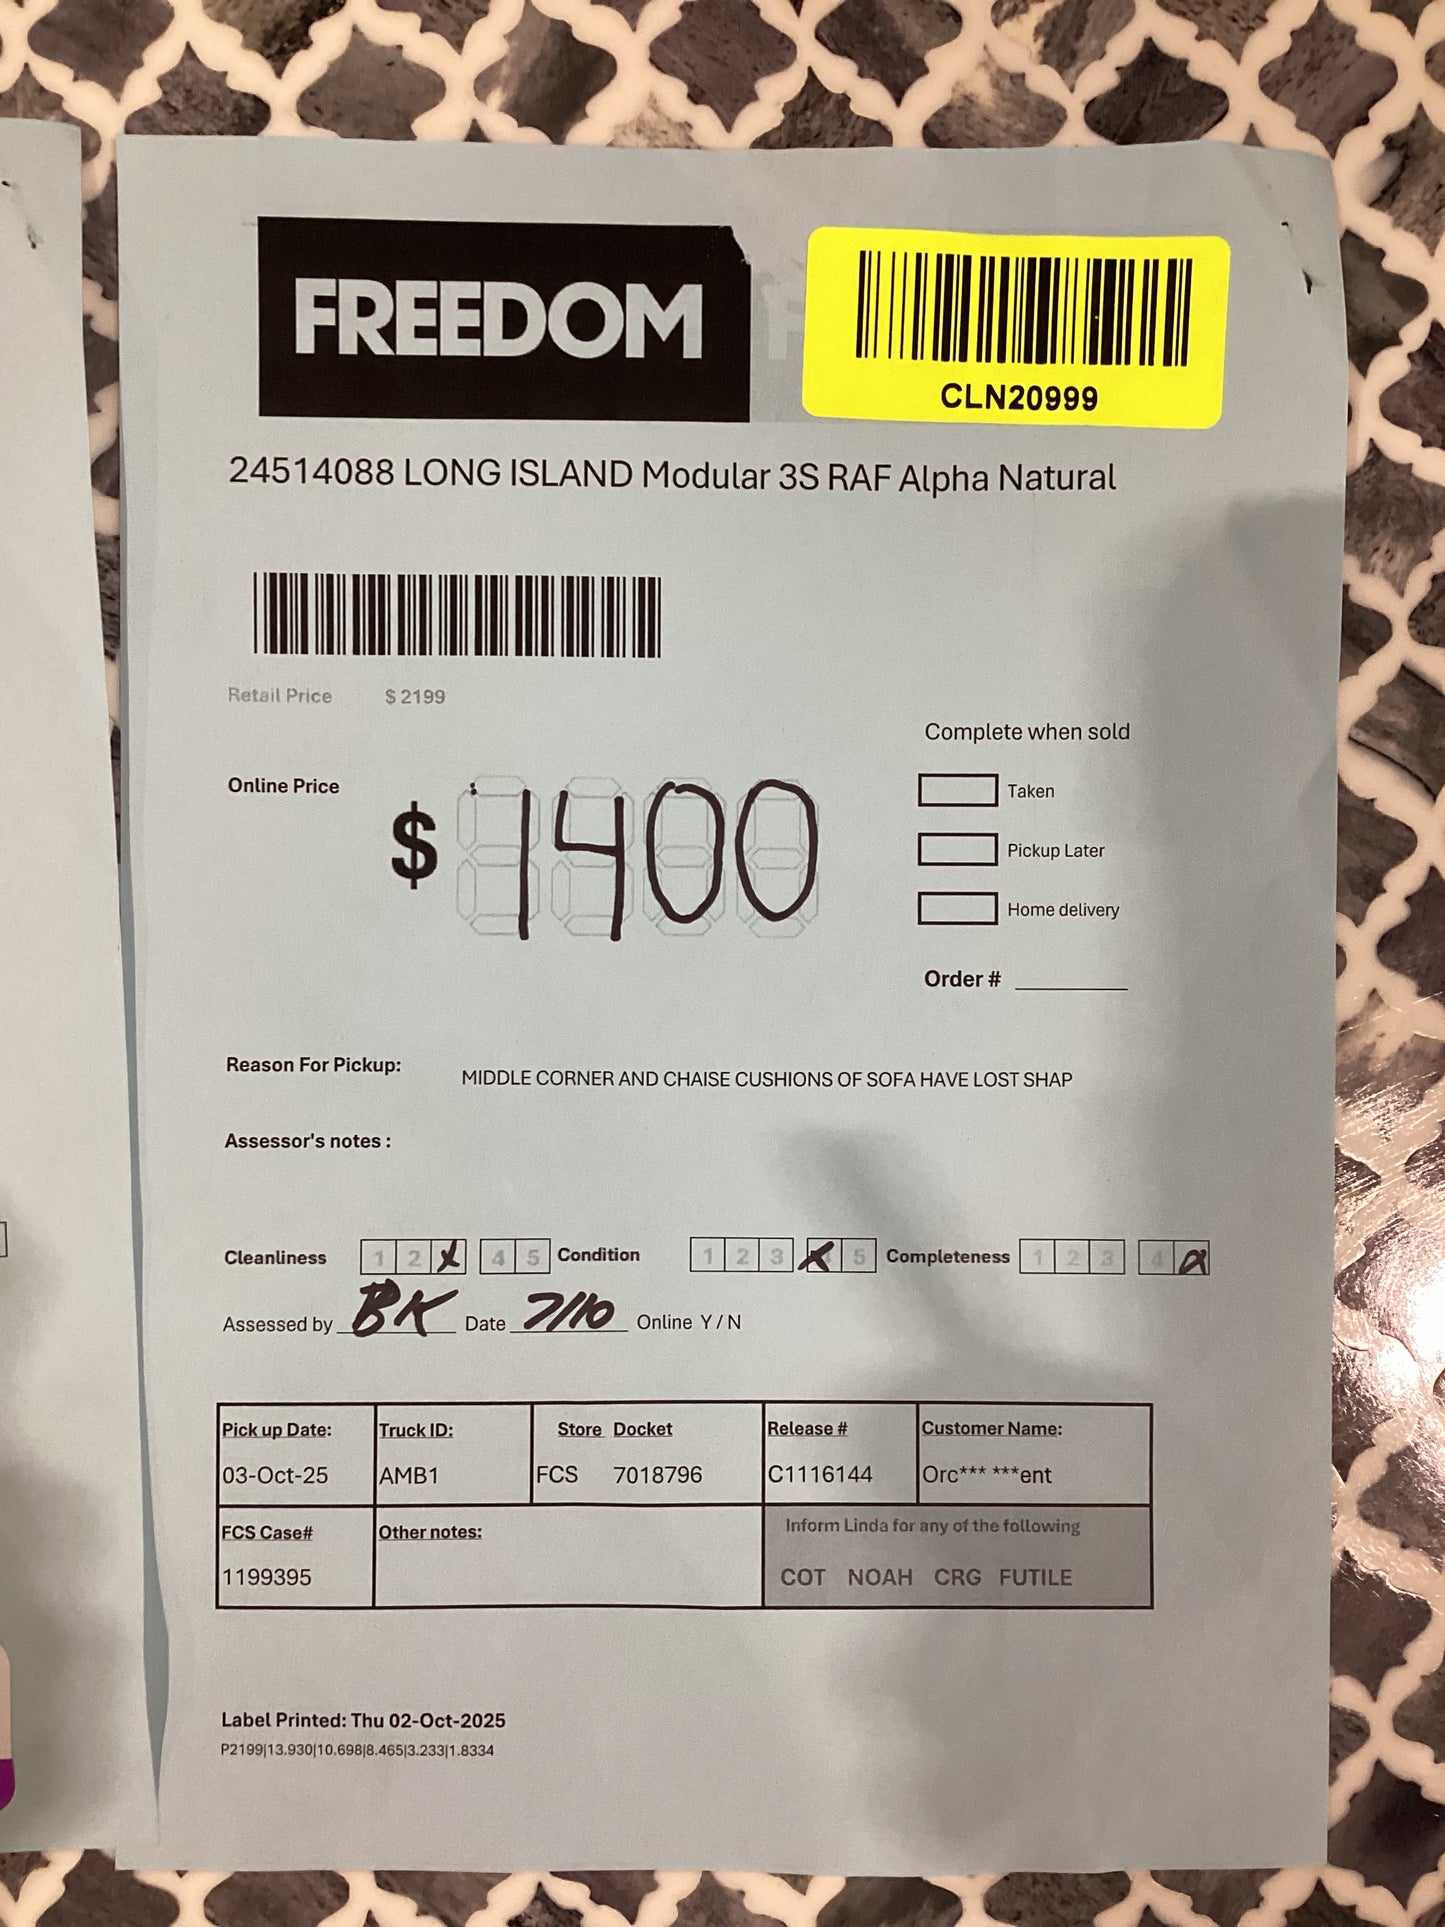 FREEDOM
CLN20999
24514088 LONG ISLAND Modular 3S RAF Alpha Natural
Retail Price $ 2199
Complete when sold
Online Price $ 1400
Taken
Pickup Later
Home delivery
Order #
Reason For Pickup: MIDDLE CORNER AND CHAISE CUSHIONS OF SOFA HAVE LOST SHAP
Assessor's notes :
Cleanliness 1 2 x 4 5 Condition 1 2 3 x 5 Completeness 1 2 3 4
Assessed by BK Date 7/10 Online Y / N
Pick up Date: Truck ID: Store Docket Release # Customer Name:
03-Oct-25 AMB1 FCS 7018796 C1116144 Orc*** ***ent
FCS Case# Other notes: Inform Linda for any of the following
1199395 COT NOAH CRG FUTILE
Label Printed: Thu 02-Oct-2025
P2199|13.930|10.698|8.465|3.233|1.8334